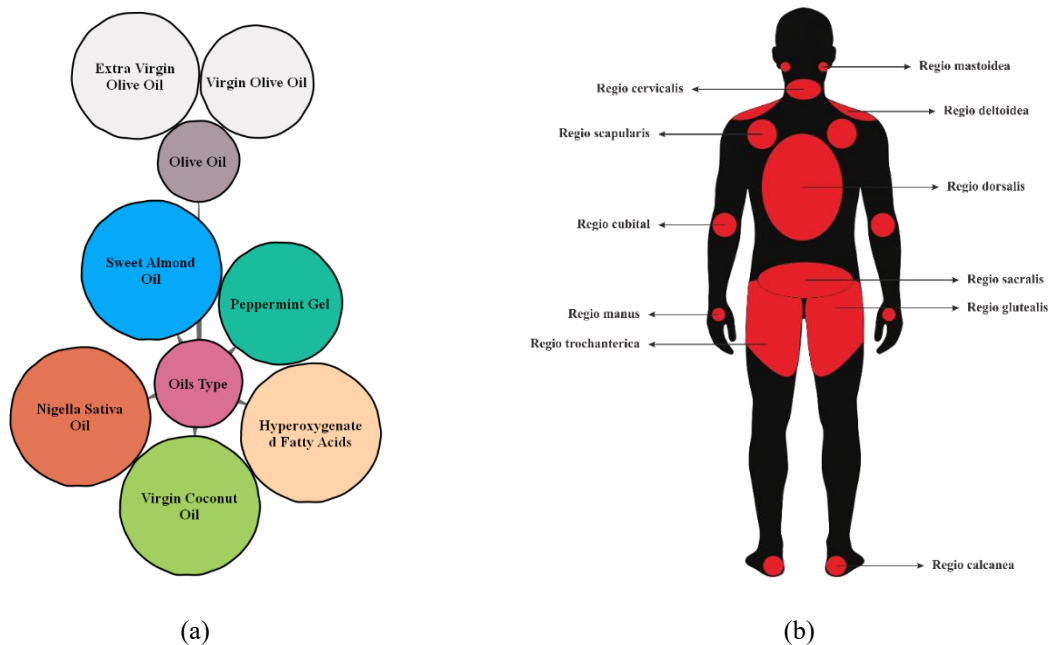 Extra Virgin
Olive Oil
Virgin Olive Oil
Olive Oil
Sweet Almond
Oil
Peppermint Gel
Oils Type
Nigella Sativa
Oil
Hyperoxygenate
d Fatty Acids
Virgin Coconut
Oil
(a)
Regio mastoidea
Regio cervicalis
Regio deltoidea
Regio scapularis
Regio dorsalis
Regio cubital
Regio sacralis
Regio manus
Regio glutealis
Regio trochanterica
Regio calcanea
(b)